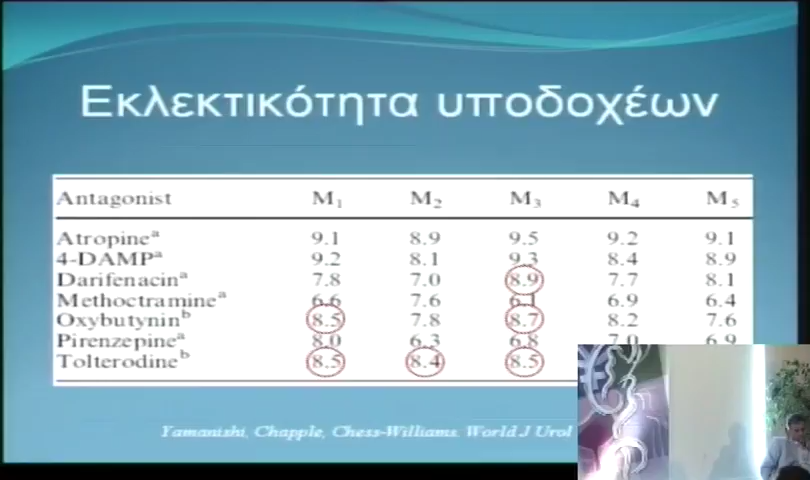 Εκλεκτικότητα υποδοχέων
Antagonist M₁ M₂ M₃ M₄ M₅
Atropineᵃ 9.1 8.9 9.5 9.2 9.1
4-DAMPᵃ 9.2 8.1 9.3 8.4 8.9
Darifenacinᵃ 7.8 7.0 8.9 7.7 8.1
Methoctramineᵃ 6.6 7.6 6.1 6.9 6.4
Oxybutyninᵇ 8.5 7.8 8.7 8.2 7.6
Pirenzepineᵃ 8.0 6.3 6.8 7.0 6.9
Tolterodineᵇ 8.5 8.4 8.5
Yamanishi, Chapple, Chess-Williams. World J Urol